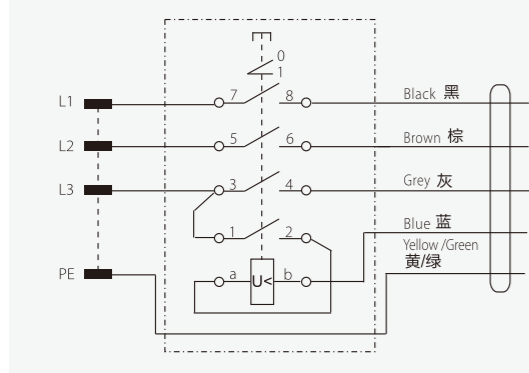 0
1
L1
7
8
Black 黑
L2
5
6
Brown 棕
L3
3
4
Grey 灰
1
2
Blue 蓝
Yellow /Green
黄/绿
PE
a
U<
b